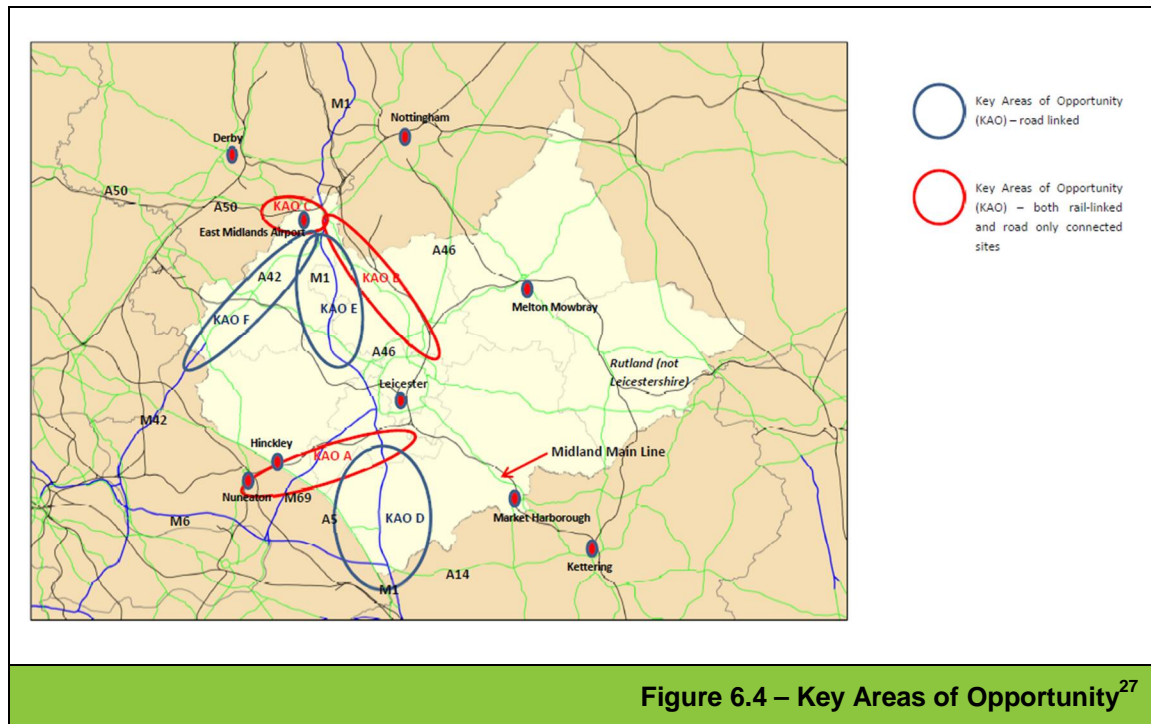 M1
Nottingham
Derby
A50
A50
KAO C
East Midlands Airport
A46
A42
M1
KAO B
Melton Mowbray
KAO E
KAO F
A46
Rutland (not
Leicestershire)
Leicester
M42
Hinckley
KAO A
Midland Main Line
Nuneaton
M69
Market Harborough
M6
A5
KAO D
Kettering
A14
M1
Key Areas of Opportunity
(KAO) – road linked
Key Areas of Opportunity
(KAO) – both rail-linked
and road only connected
sites
Figure 6.4 – Key Areas of Opportunity27